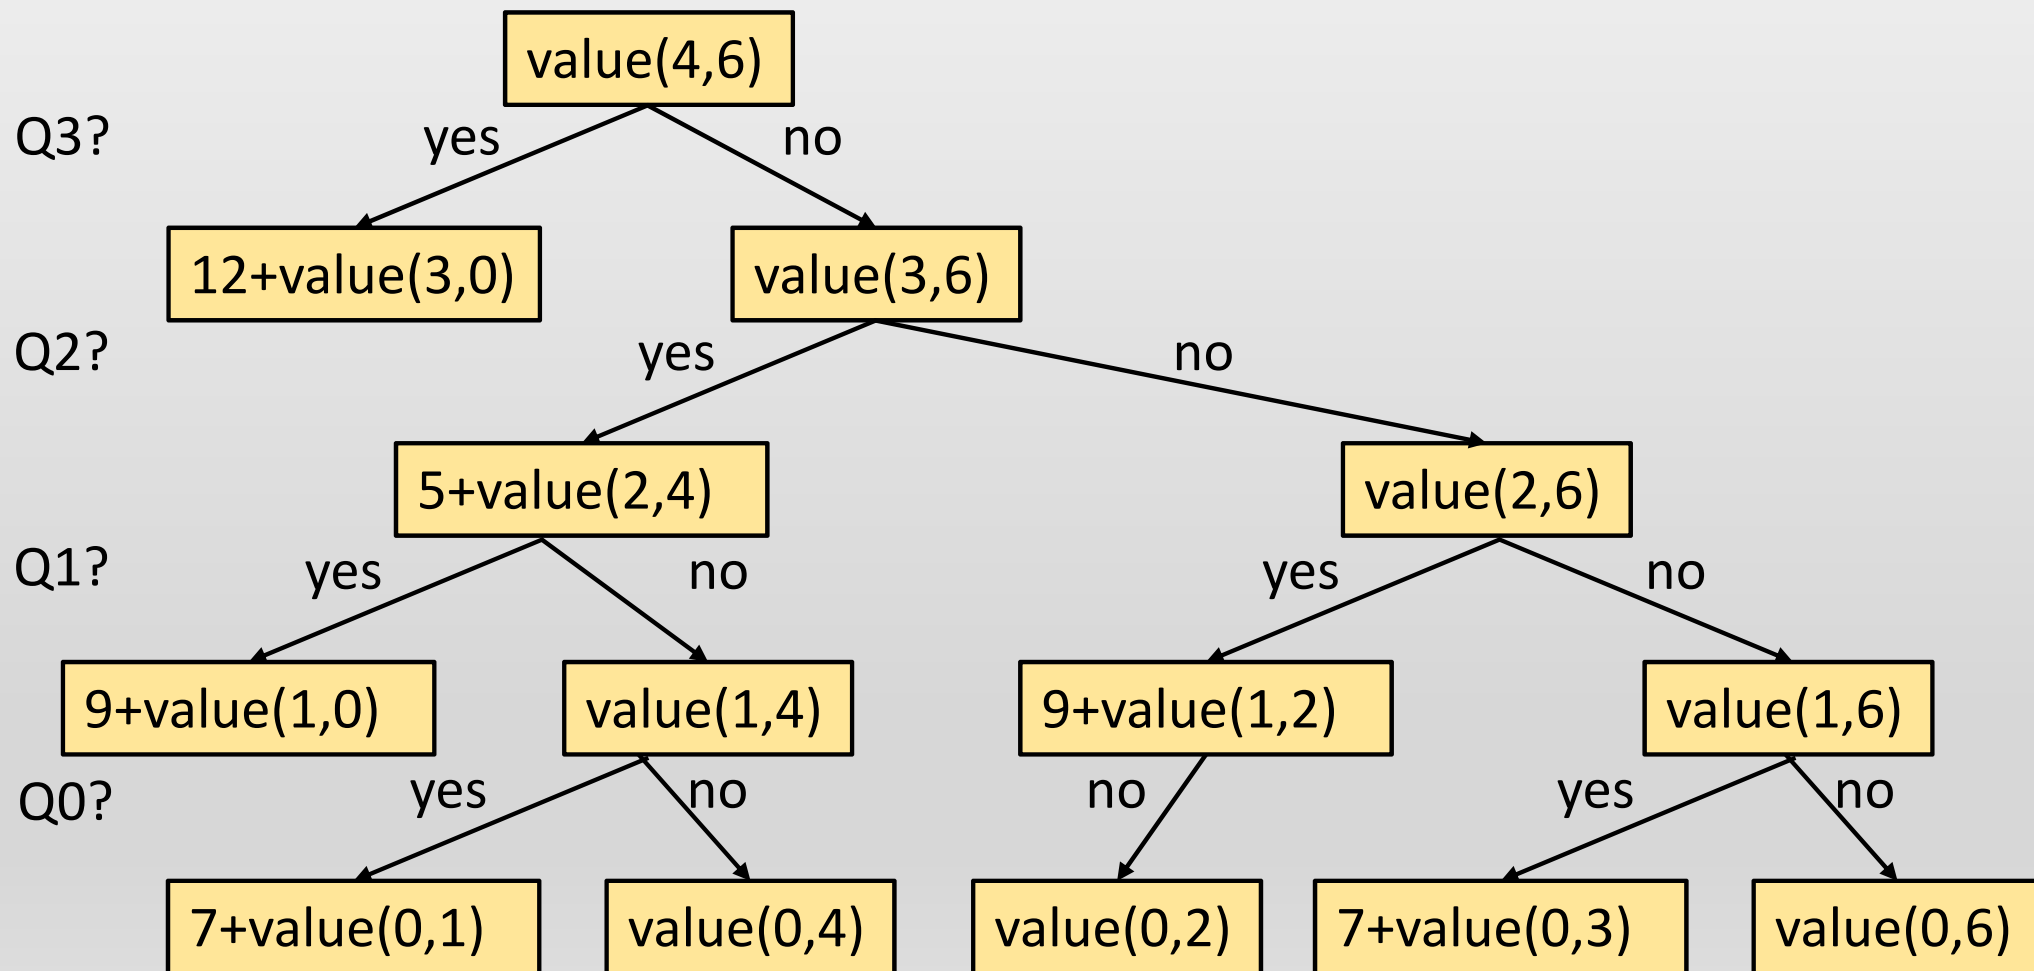 value(4,6)
Q3?
yes
no
12+value(3,0)
value(3,6)
Q2?
yes
no
5+value(2,4)
value(2,6)
Q1?
yes
no
yes
no
9+value(1,0)
value(1,4)
9+value(1,2)
value(1,6)
Q0?
yes
no
no
yes
no
7+value(0,1)
value(0,4)
value(0,2)
7+value(0,3)
value(0,6)